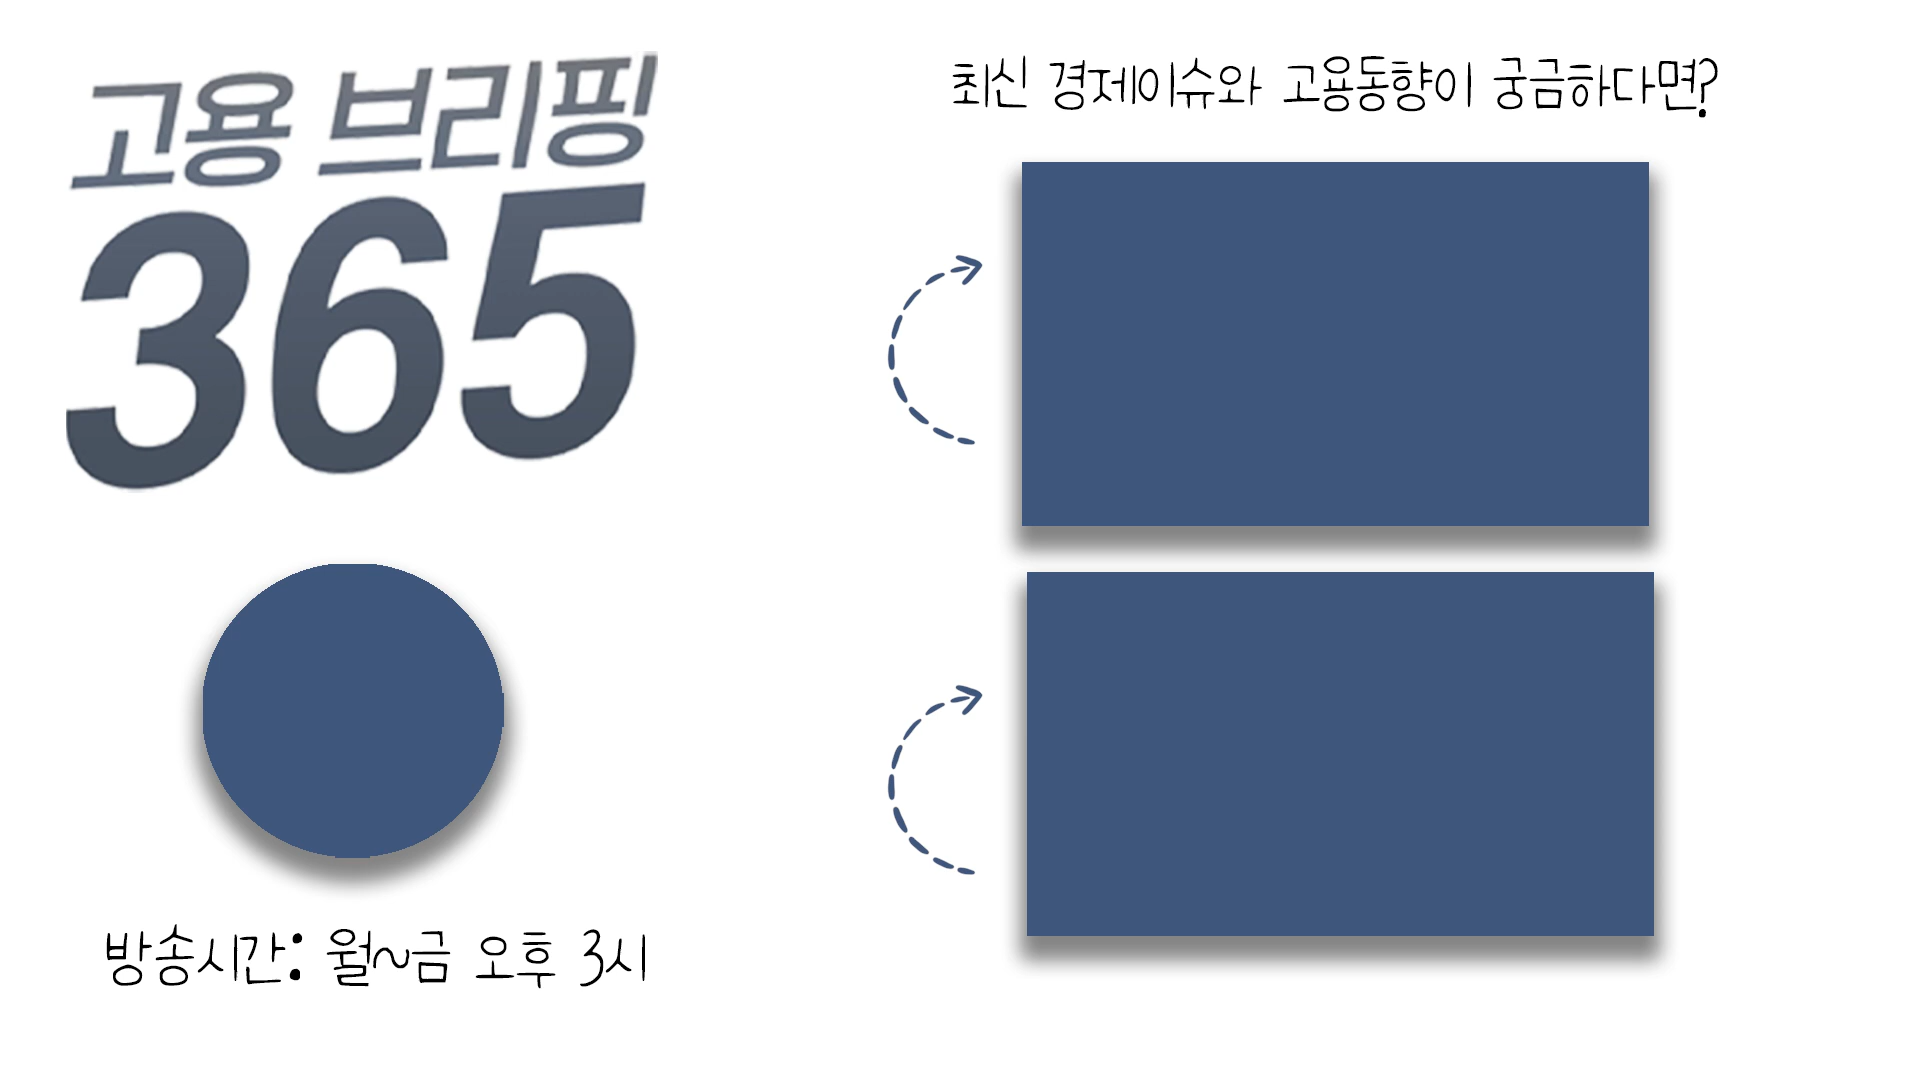 고용 브리핑
365
방송시간: 월~금 오후 3시
최신 경제이슈와 고용동향이 궁금하다면?